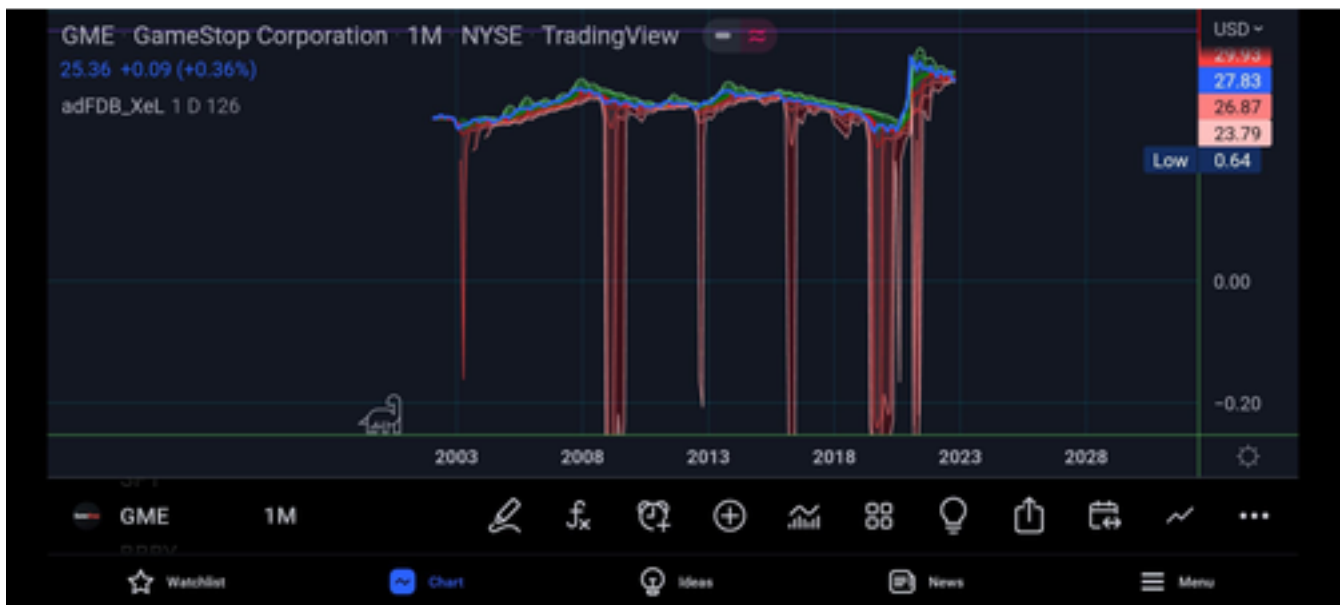 GME GameStop Corporation 1M NYSE TradingView
USD
29.93
25.36 +0.09 (+0.36%)
27.83
adFDB_XeL 1 D 126
26.87
23.79
Low 0.64
0.00
-0.20
2003 2008 2013 2018 2023 2028
GME 1M
Watchlist Chart Ideas News Menu